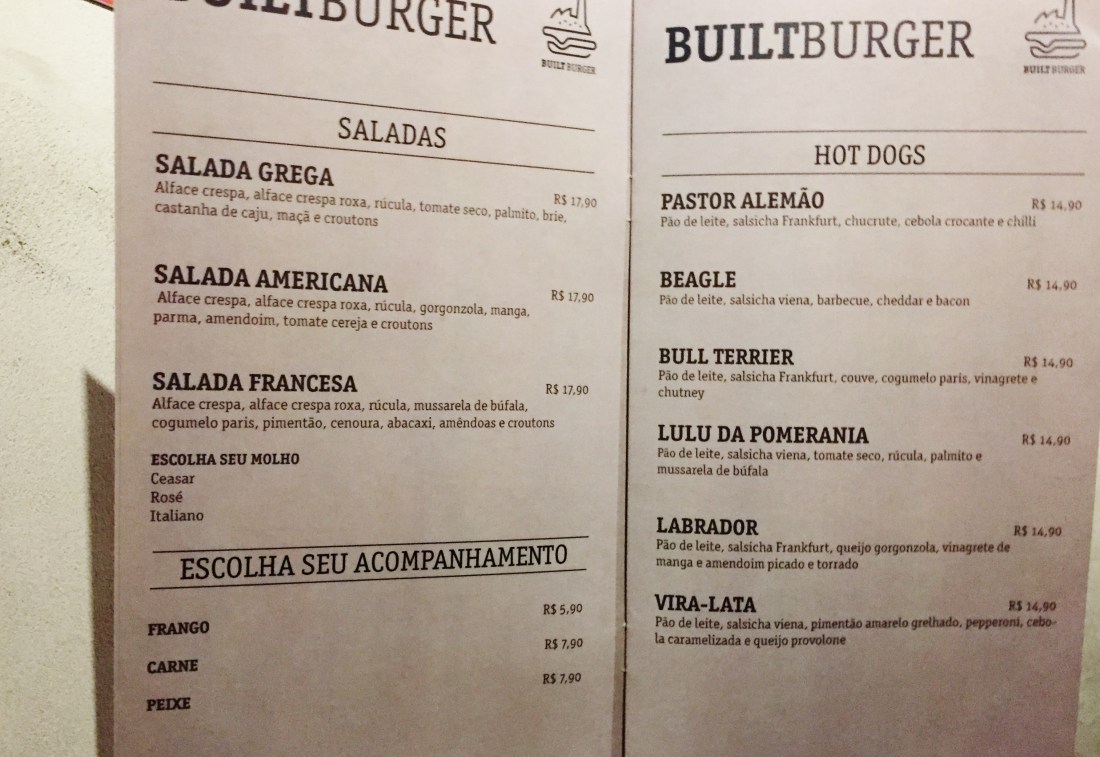 BUILTBURGER
BUILT BURGER
SALADAS
SALADA GREGA
R$ 17,90
Alface crespa, alface crespa roxa, rúcula, tomate seco, palmito, brie,
castanha de caju, maçã e croutons
SALADA AMERICANA
R$ 17,90
Alface crespa, alface crespa roxa, rúcula, gorgonzola, manga,
parma, amendoim, tomate cereja e croutons
SALADA FRANCESA
R$ 17,90
Alface crespa, alface crespa roxa, rúcula, mussarela de búfala,
cogumelo paris, pimentão, cenoura, abacaxi, amêndoas e croutons
ESCOLHA SEU MOLHO
Ceasar
Rosé
Italiano
ESCOLHA SEU ACOMPANHAMENTO
FRANGO R$ 5,90
CARNE R$ 7,90
PEIXE R$ 7,90
BUILTBURGER
BUILT BURGER
HOT DOGS
PASTOR ALEMÃO R$ 14,90
Pão de leite, salsicha Frankfurt, chucrute, cebola crocante e chilli
BEAGLE R$ 14,90
Pão de leite, salsicha viena, barbecue, cheddar e bacon
BULL TERRIER R$ 14,90
Pão de leite, salsicha Frankfurt, couve, cogumelo paris, vinagrete e
chutney
LULU DA POMERANIA R$ 14,90
Pão de leite, salsicha viena, tomate seco, rúcula, palmito e
mussarela de búfala
LABRADOR R$ 14,90
Pão de leite, salsicha Frankfurt, queijo gorgonzola, vinagrete de
manga e amendoim picado e torrado
VIRA-LATA R$ 14,90
Pão de leite, salsicha viena, pimentão amarelo grelhado, pepperoni, cebo-
la caramelizada e queijo provolone